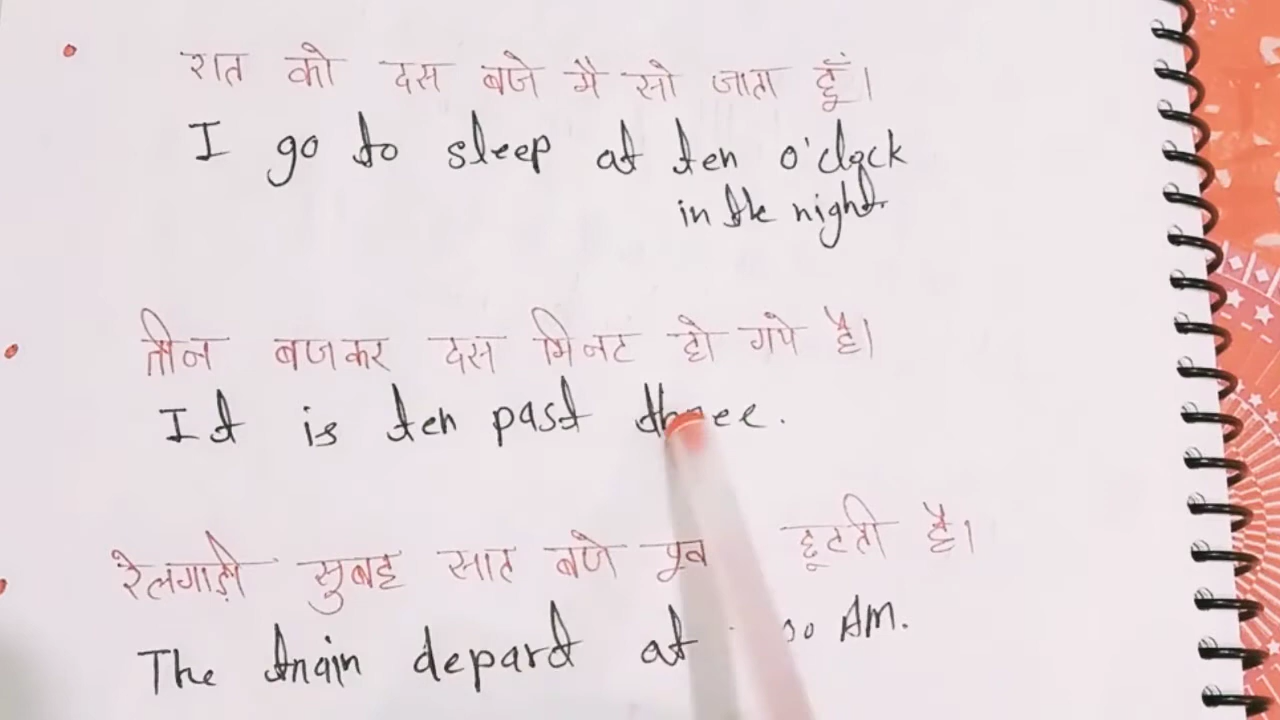 रात को दस बजे मै सो जाता हूँ।
I go to sleep at ten o'clock
in the night.
तीन बजकर दस मिनट हो गये है।
It is ten past three.
रेलगाड़ी सुबह सात बजे पूर्व छूटती है।
The train depart at 00 AM.